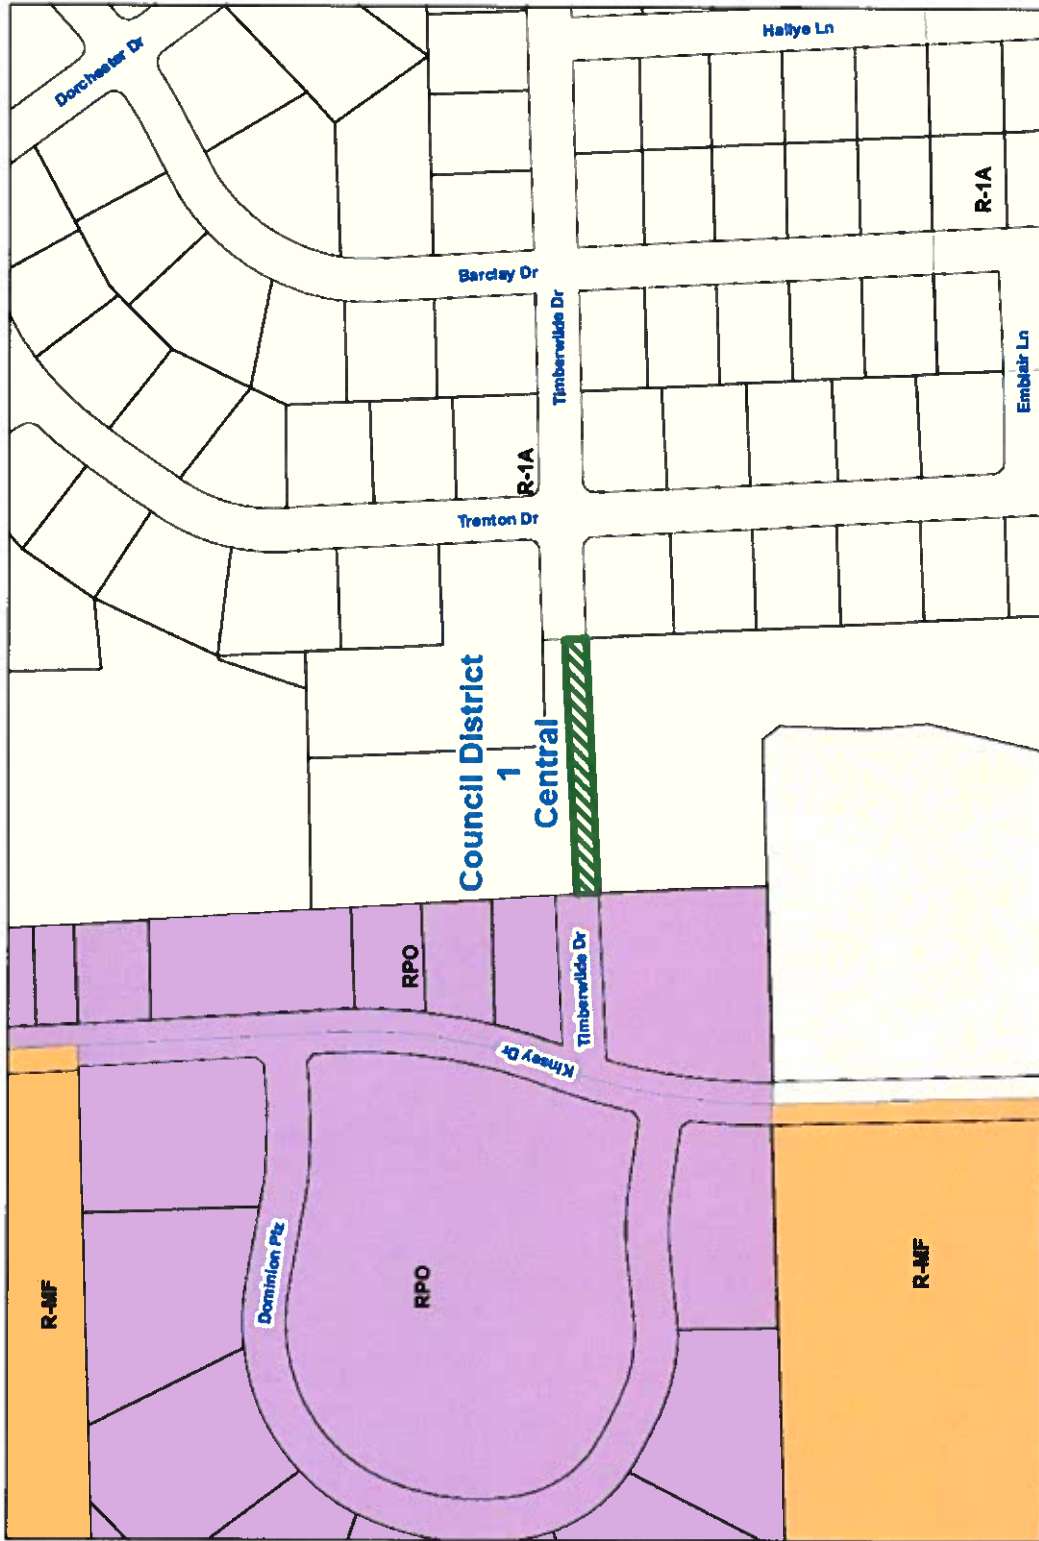 Hallye Ln
Dorchester Dr
R-1A
Barclay Dr
Timberwilde Dr
Emblair Ln
R-1A
Trenton Dr
Council District
1
Central
RPO
Timberwilde Dr
Kinsey Dr
Dominion Plz
RPO
R-MF
R-MF